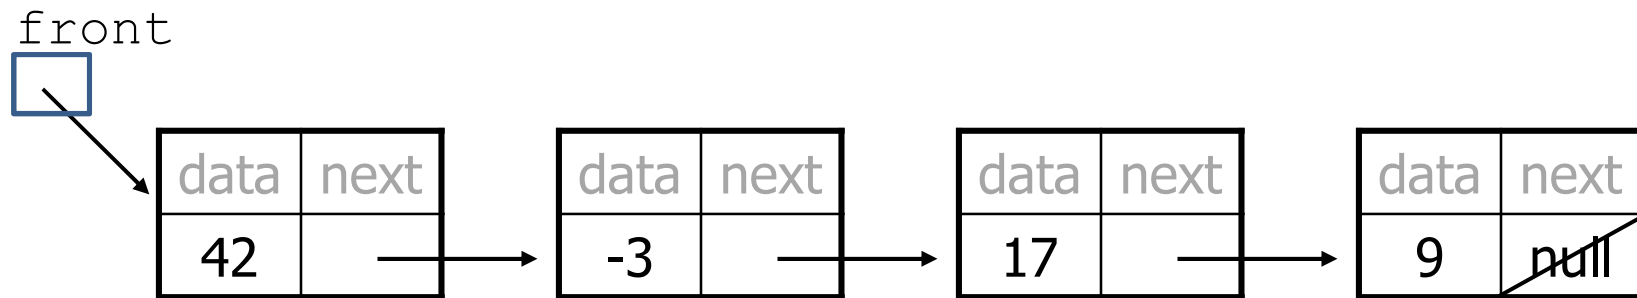 front
data next data next data next data next
42 -3 17 9 null